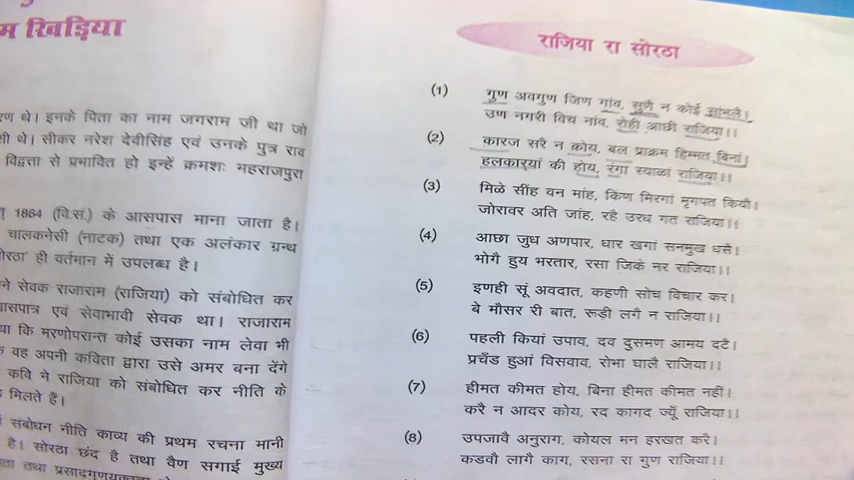 म खिड़िया
रण थे। इनके पिता का नाम जगराम जी था जो
थे। सीकर नरेश देवीसिंह एवं उनके पुत्र राव
विद्वत्ता से प्रभावित हो इन्हें क्रमशः महराजपुरा
1864 (वि.सं.) के आसपास माना जाता है।
चालकनेसी (नाटक) तथा एक अलंकार ग्रन्थ
ही वर्तमान में उपलब्ध है।
ने सेवक राजाराम (राजिया) को संबोधित कर
एवं सेवाभावी सेवक था। राजाराम
था कि मरणोपरान्त कोई उसका नाम लेवा भी
वह अपनी कविता द्वारा उसे अमर बना देंगे
कवि ने राजिया को संबोधित कर नीति के
मिलते हैं।
संबोधन नीति काव्य की प्रथम रचना मानी
है। सोरठा छंद है तथा वैण सगाई मुख्य
तथा
राजिया रा सोरठा
(1) गुण अवगुण जिण गांव, सुणै न कोई सांभलै।
उण नगरी विच नांव, रोही आछी राजिया।।
(2) कारज सरै न कोय, बल प्राक्रम हिम्मत बिनां।
हलकार्‌यां की होय, रंगा स्याळां राजिया।।
(3) मिळे सींह वन मांह, किण मिरगां मृगपत कियौ।
जोरावर अति जांह, रहै उरध गत राजिया।।
(4) आछा जुध अणपार, धार खगां सनमुख धसै।
भोगै हुय भरतार, रसा जिके नर राजिया।।
(5) इणही सूं अवदात, कहणी सोच विचार कर।
बे मौसर री बात, रूड़ी लगै न राजिया।।
(6) पहली कियां उपाव, दव दुसमण आमय दटै।
प्रचँड हुआं विसवाव, रोभा घालै राजिया।।
(7) हीमत कीमत होय, बिना हीमत कीमत नहीं।
करै न आदर कोय, रद कागद ज्यूँ राजिया।।
(8) उपजावै अनुराग, कोयल मन हरखत करै।
कडवौ लागै काग, रसना रा गुण राजिया।।